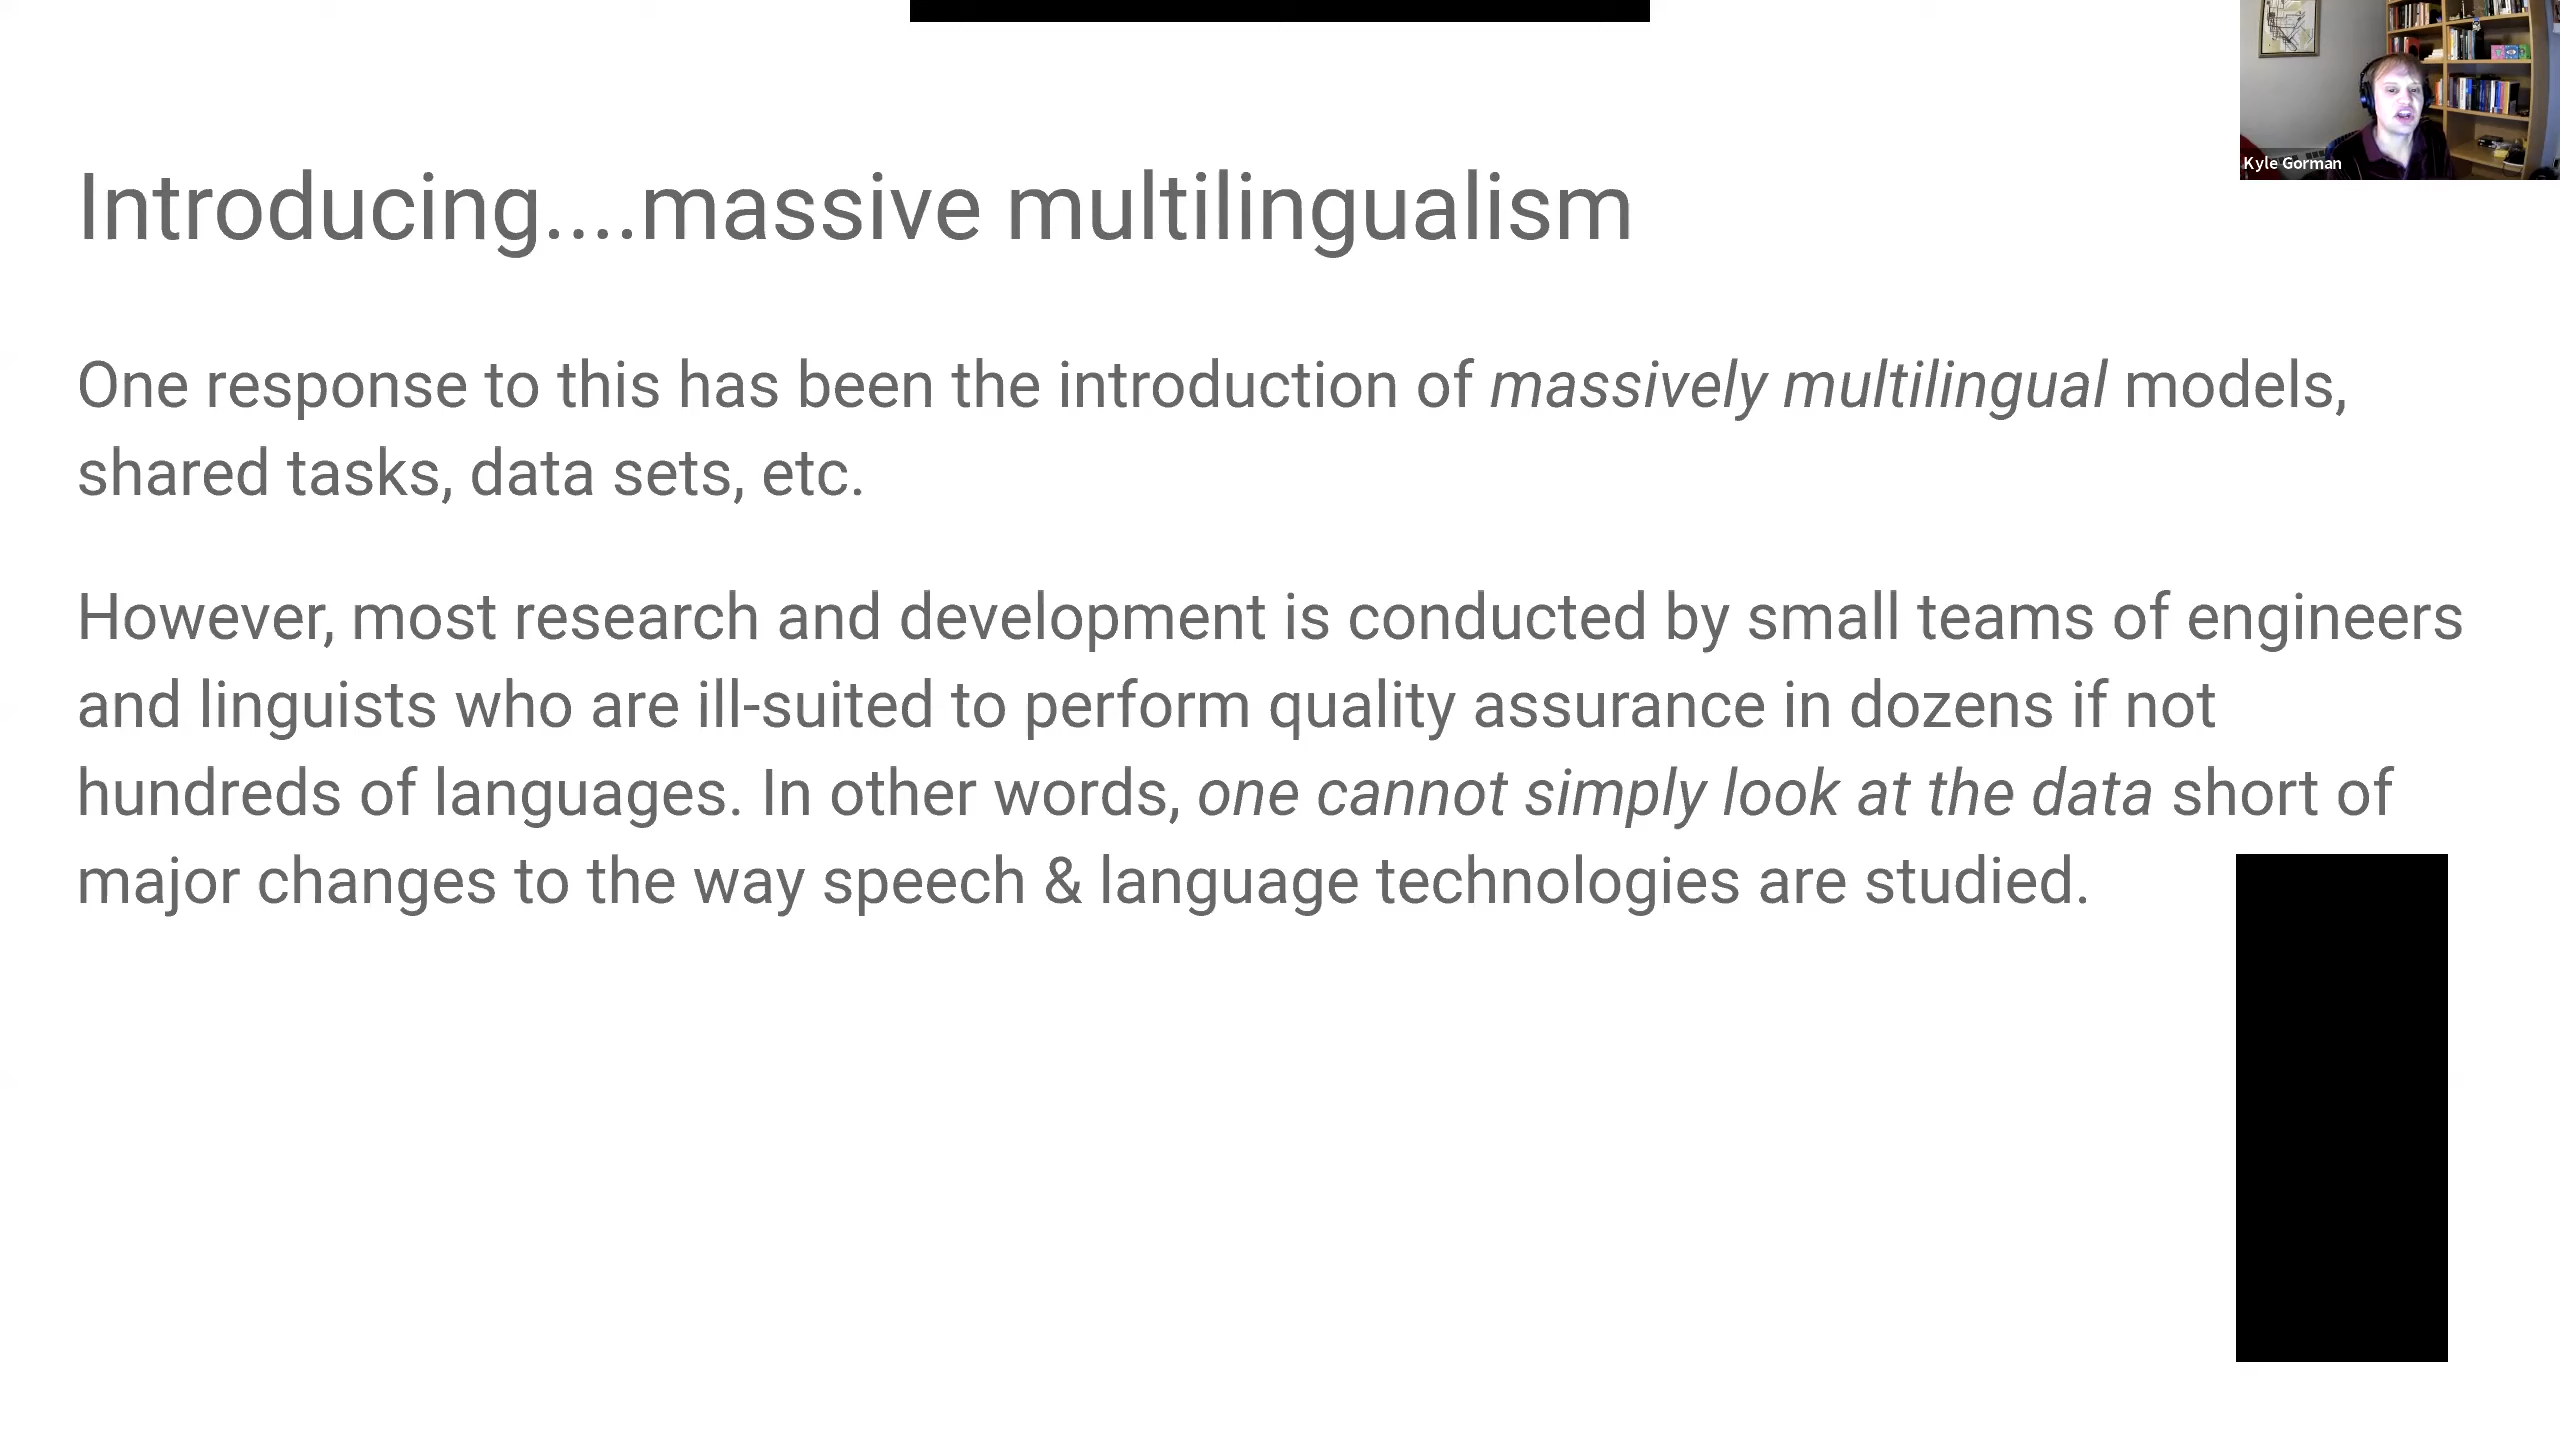 Introducing....massive multilingualism
One response to this has been the introduction of massively multilingual models,
shared tasks, data sets, etc.
However, most research and development is conducted by small teams of engineers
and linguists who are ill-suited to perform quality assurance in dozens if not
hundreds of languages. In other words, one cannot simply look at the data short of
major changes to the way speech & language technologies are studied.
Kyle Gorman